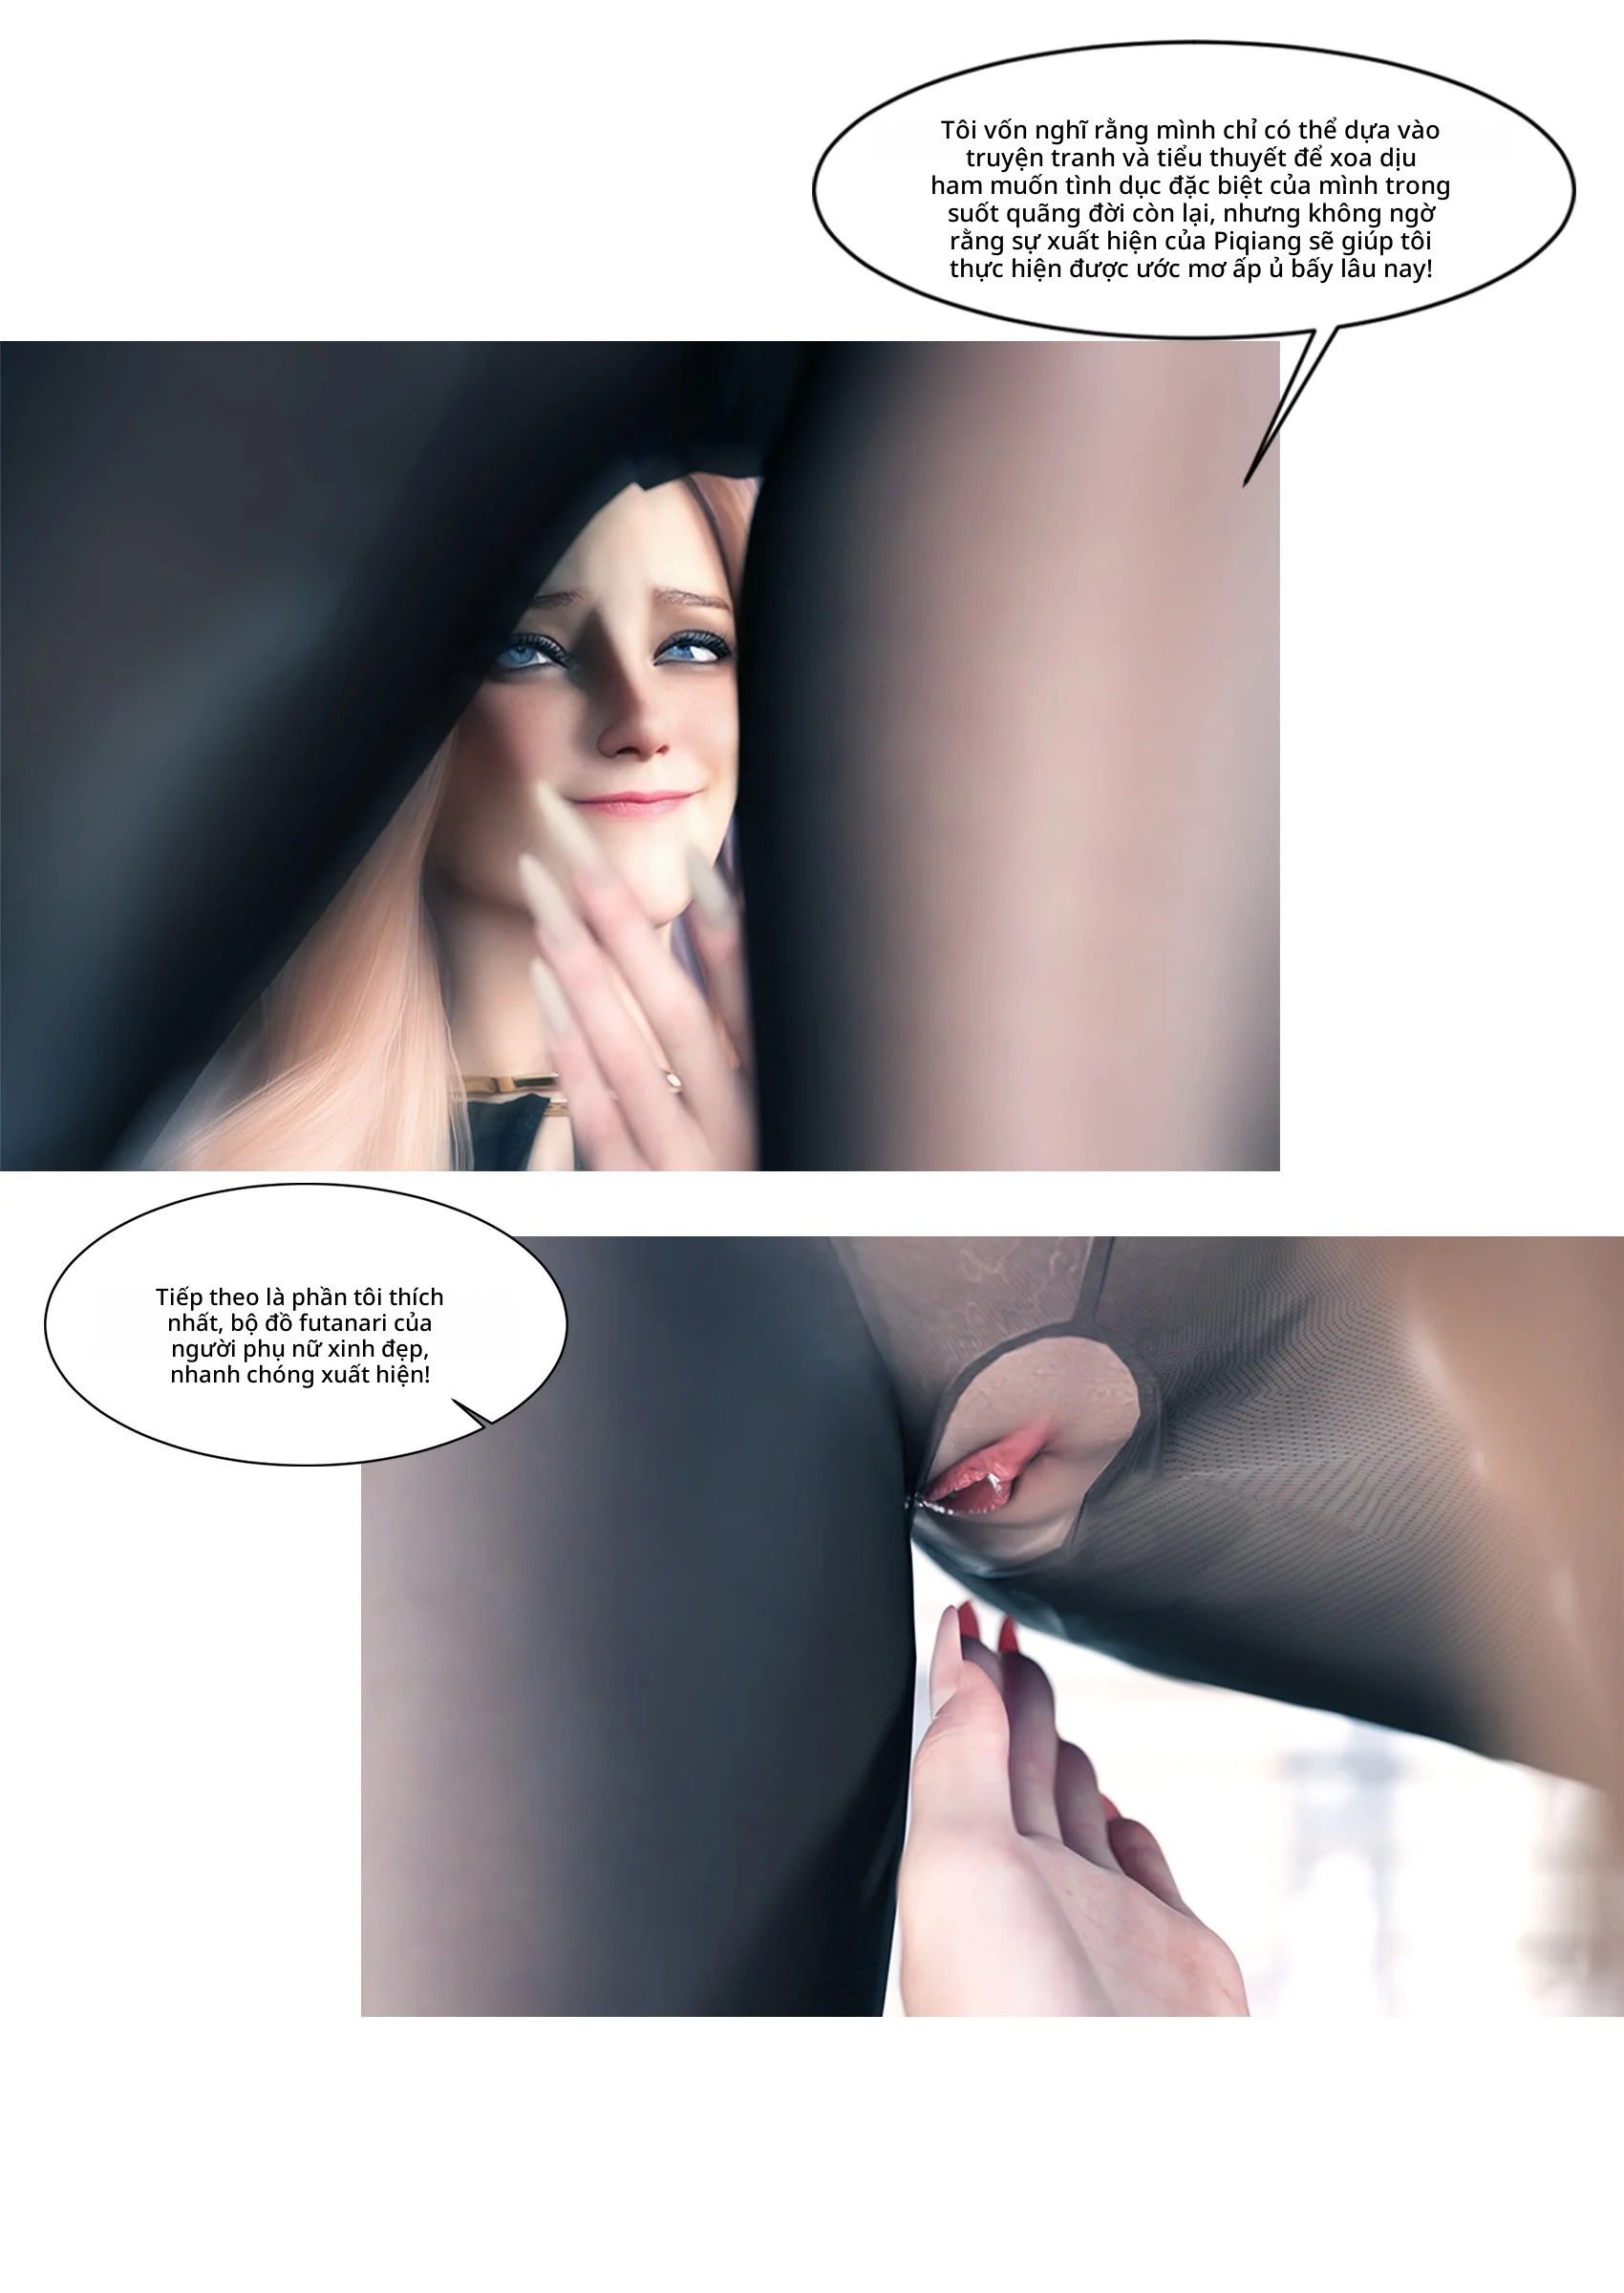 Tôi vốn nghĩ rằng mình chỉ có thể dựa vào
truyện tranh và tiểu thuyết để xoa dịu
ham muốn tình dục đặc biệt của mình trong
suốt quãng đời còn lại, nhưng không ngờ
rằng sự xuất hiện của Piqiang sẽ giúp tôi
thực hiện được ước mơ ấp ủ bấy lâu nay!
Tiếp theo là phần tôi thích
nhất, bộ đồ futanari của
người phụ nữ xinh đẹp,
nhanh chóng xuất hiện!